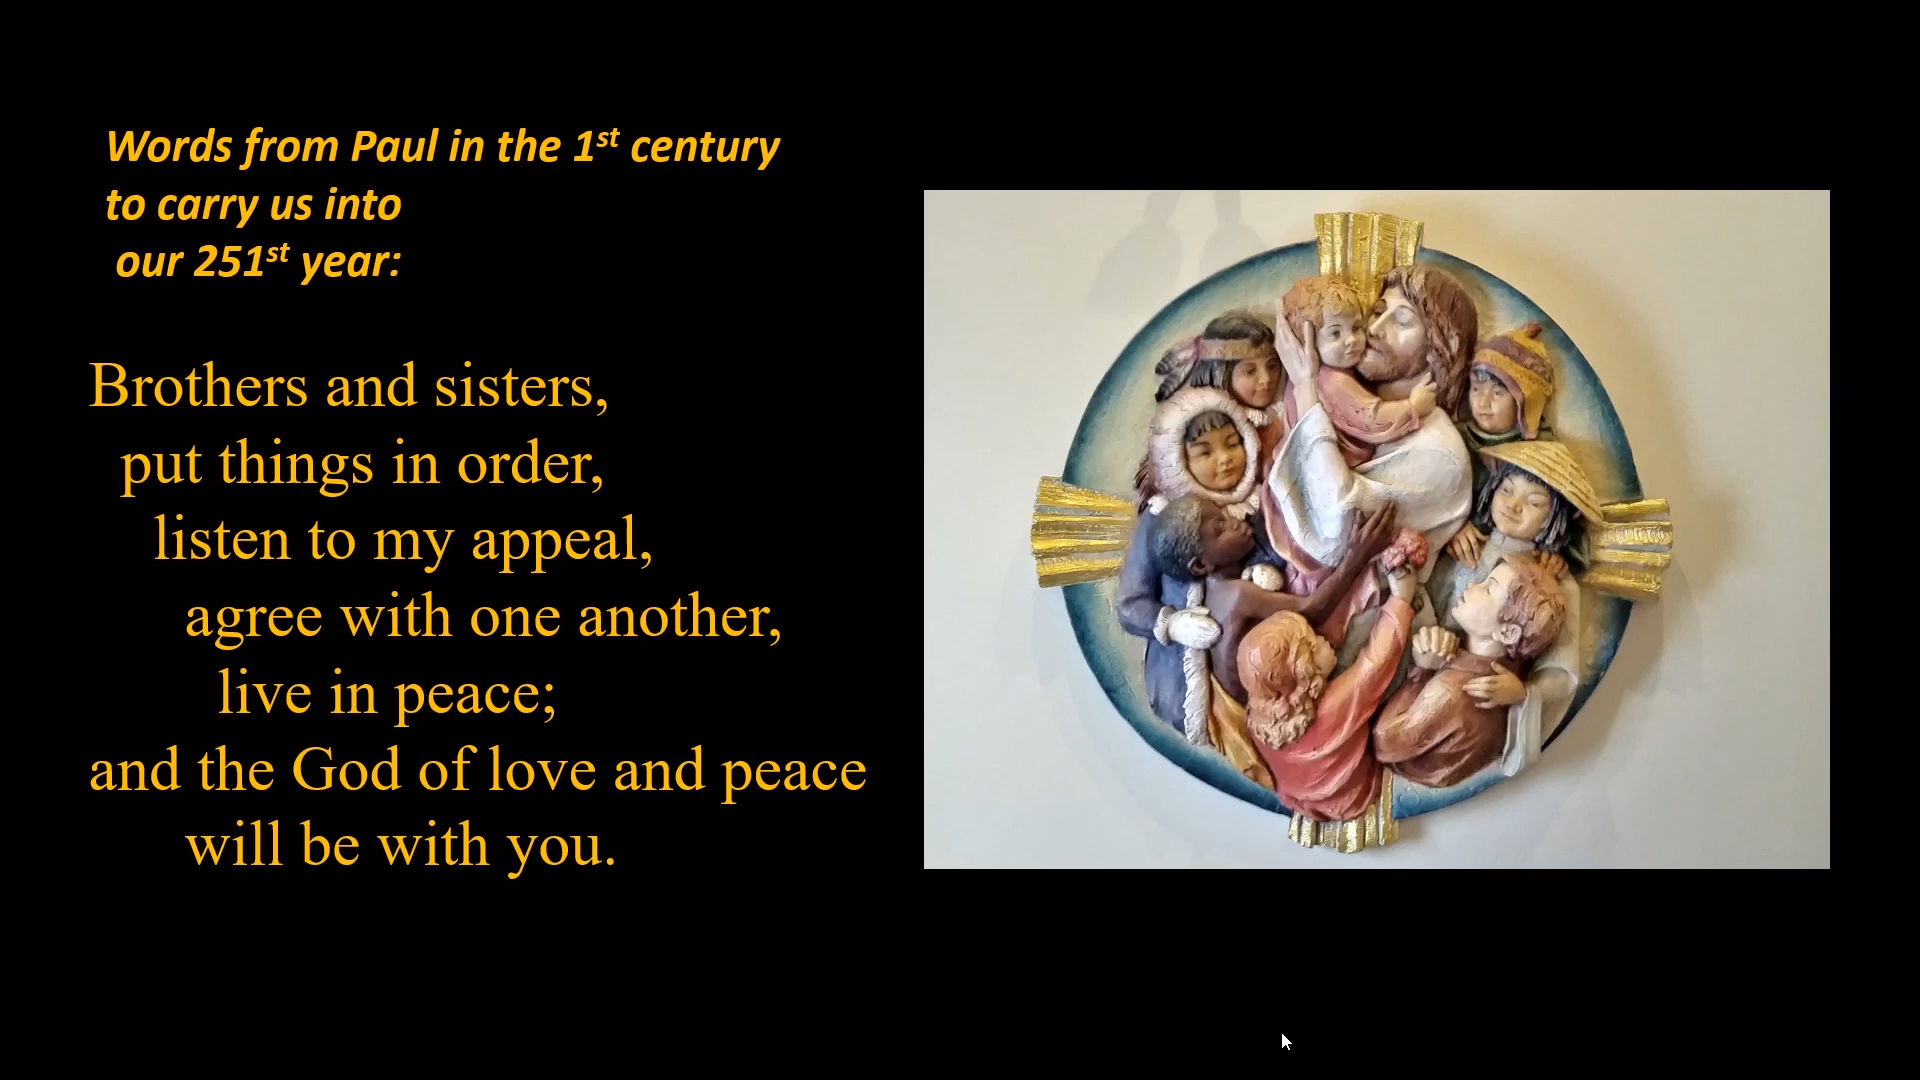 Words from Paul in the 1st century
to carry us into
our 251st year:
Brothers and sisters,
put things in order,
listen to my appeal,
agree with one another,
live in peace;
and the God of love and peace
will be with you.